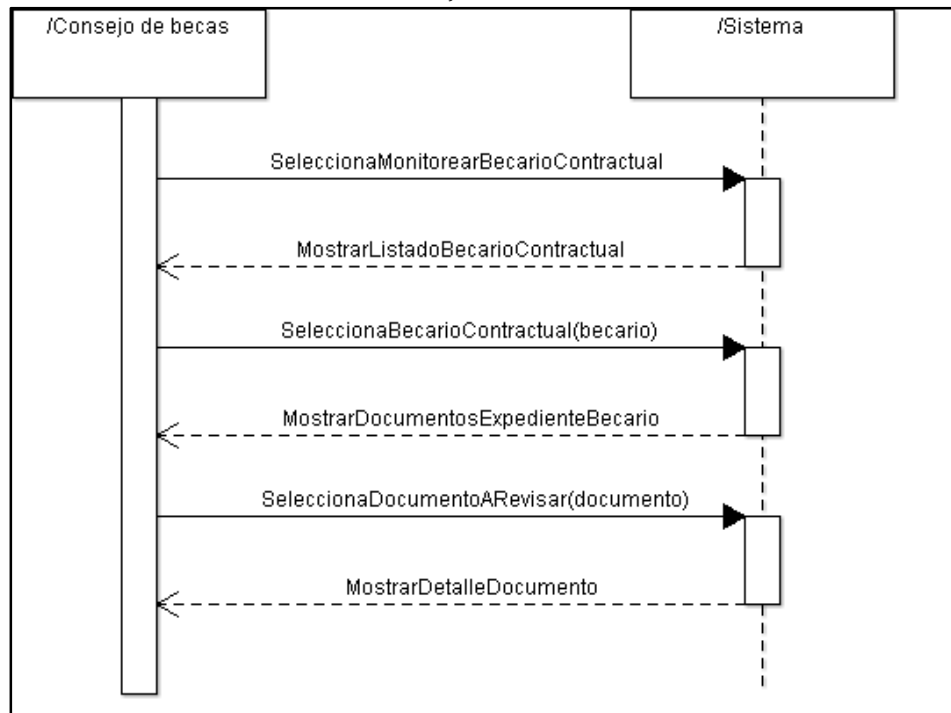 /Consejo de becas
/Sistema
SeleccionaMonitorearBecarioContractual
MostrarListadoBecarioContractual
SeleccionaBecarioContractual(becario)
MostrarDocumentosExpedienteBecario
SeleccionaDocumentoARevisar(documento)
MostrarDetalleDocumento